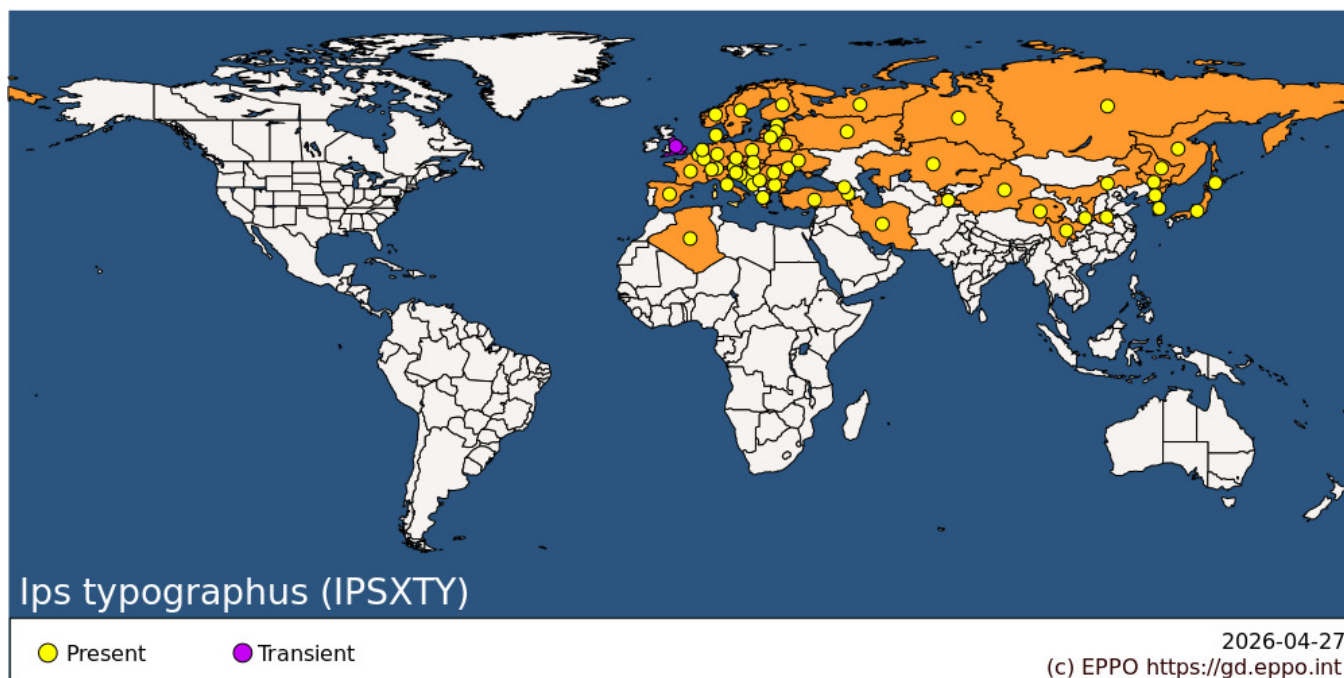 Ips typographus (IPSXTY)
Present
Transient
2026-04-27
(c) EPPO https://gd.eppo.int